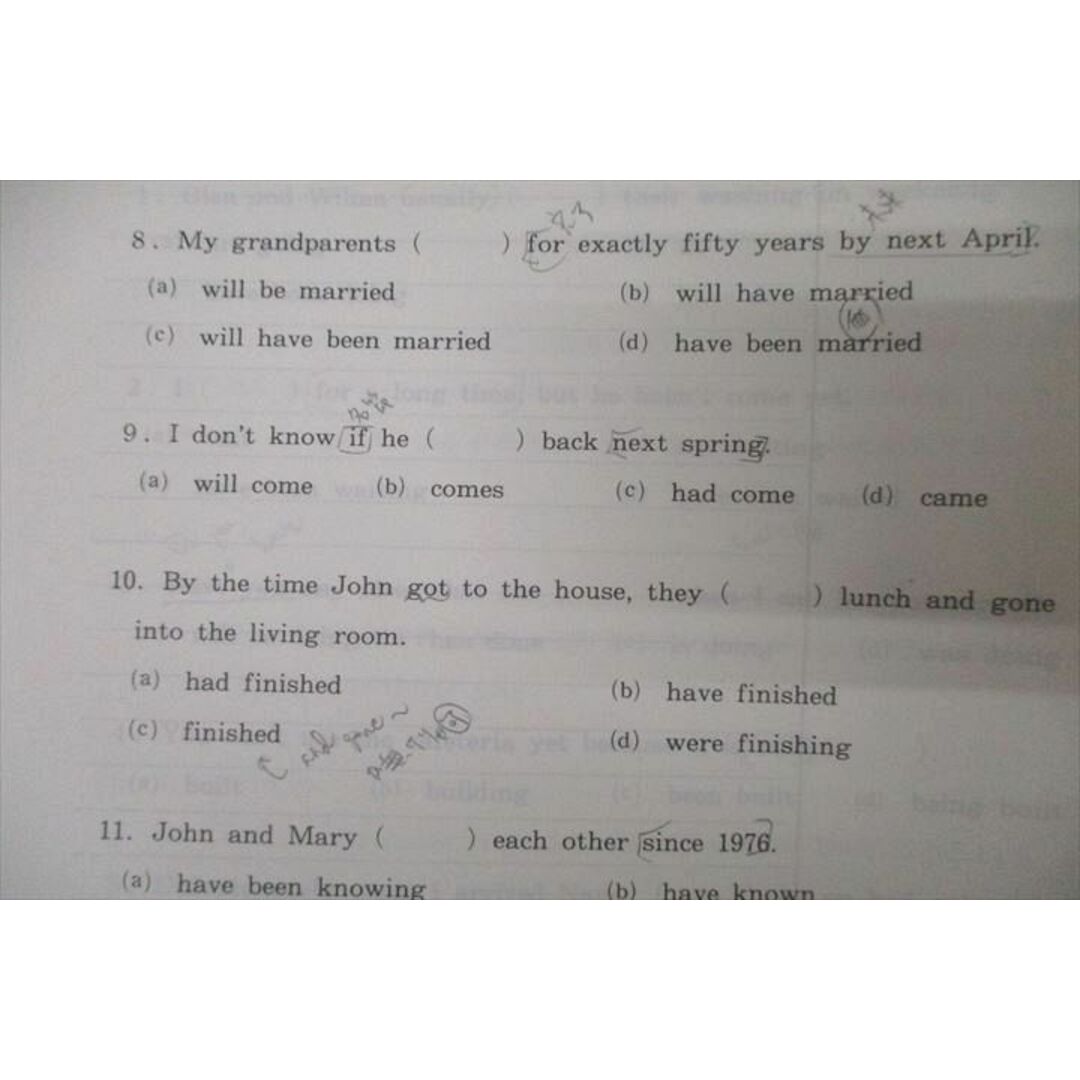 8. My grandparents ( ) for exactly fifty years by next April.
(a) will be married (b) will have married
(c) will have been married (d) have been married
9. I don't know if he ( ) back next spring.
(a) will come (b) comes (c) had come (d) came
10. By the time John got to the house, they ( ) lunch and gone
into the living room.
(a) had finished (b) have finished
(c) finished (d) were finishing
11. John and Mary ( ) each other since 1976.
(a) have been knowing (b) have known